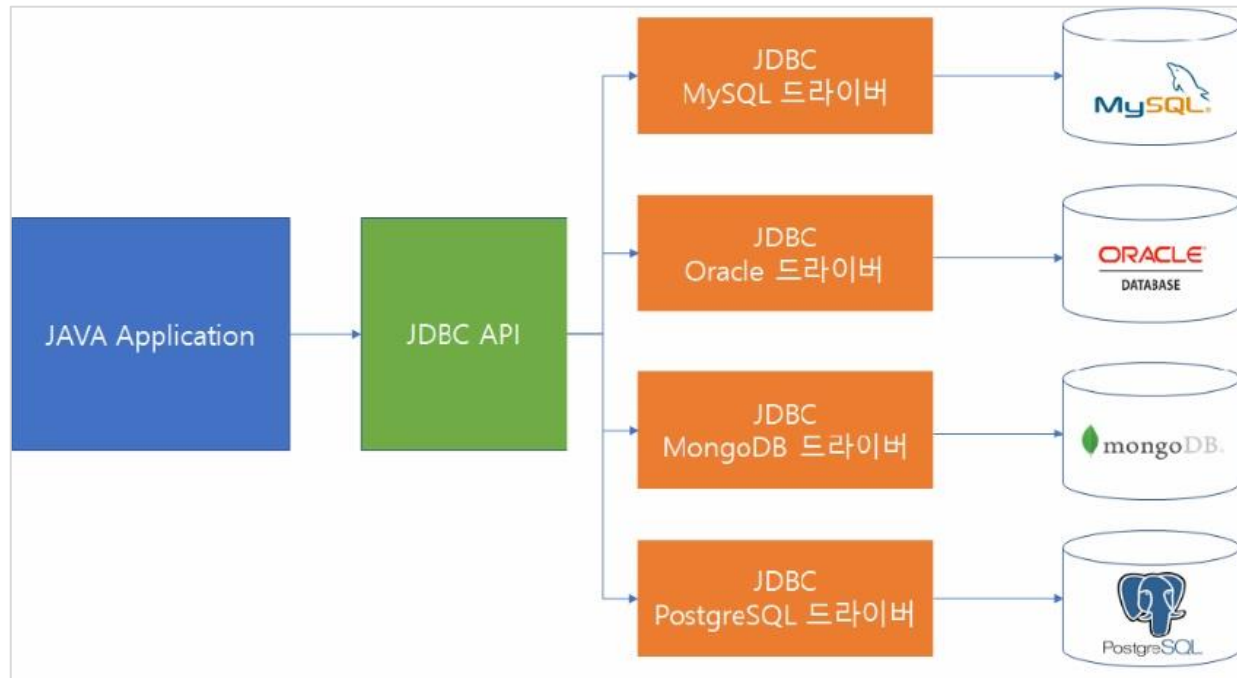 JAVA Application
JDBC API
JDBC
MySQL 드라이버
MySQL®
JDBC
Oracle 드라이버
ORACLE®
DATABASE
JDBC
MongoDB 드라이버
mongoDB.
JDBC
PostgreSQL 드라이버
PostgreSQL